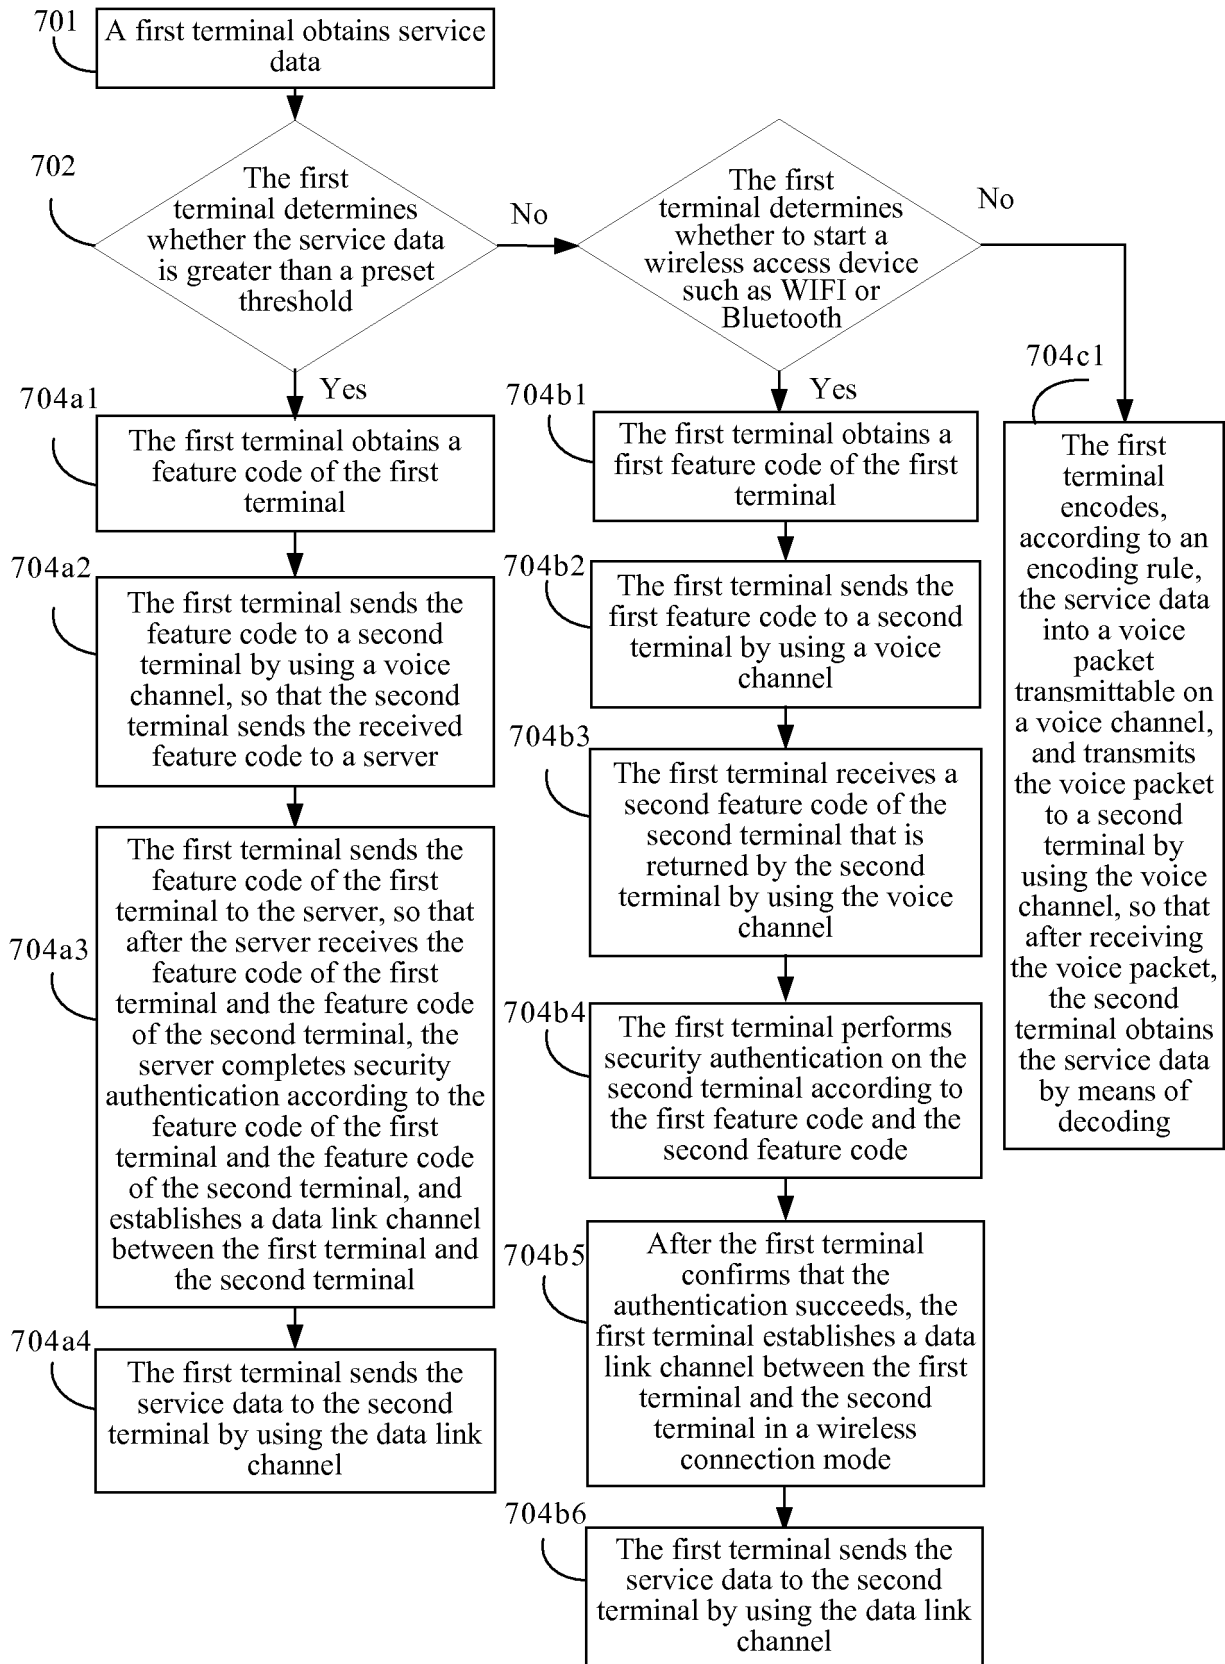 701
A first terminal obtains service
data
702
The first
terminal determines
whether the service data
is greater than a preset
threshold
No
The first
terminal determines
whether to start a
wireless access device
such as WIFI or
Bluetooth
No
Yes
Yes
704a1
The first terminal obtains a
feature code of the first
terminal
704a2
The first terminal sends the
feature code to a second
terminal by using a voice
channel, so that the second
terminal sends the received
feature code to a server
704a3
The first terminal sends the
feature code of the first
terminal to the server, so that
after the server receives the
feature code of the first
terminal and the feature code
of the second terminal, the
server completes security
authentication according to the
feature code of the first
terminal and the feature code
of the second terminal, and
establishes a data link channel
between the first terminal and
the second terminal
704a4
The first terminal sends the
service data to the second
terminal by using the data link
channel
704b1
The first terminal obtains a
first feature code of the first
terminal
704b2
The first terminal sends the
first feature code to a second
terminal by using a voice
channel
704b3
The first terminal receives a
second feature code of the
second terminal that is
returned by the second
terminal by using the voice
channel
704b4
The first terminal performs
security authentication on the
second terminal according to
the first feature code and the
second feature code
704b5
After the first terminal
confirms that the
authentication succeeds, the
first terminal establishes a data
link channel between the first
terminal and the second
terminal in a wireless
connection mode
704b6
The first terminal sends the
service data to the second
terminal by using the data link
channel
704c1
The first
terminal
encodes,
according to an
encoding rule,
the service data
into a voice
packet
transmittable on
a voice channel,
and transmits
the voice packet
to a second
terminal by
using the voice
channel, so that
after receiving
the voice packet,
the second
terminal obtains
the service data
by means of
decoding